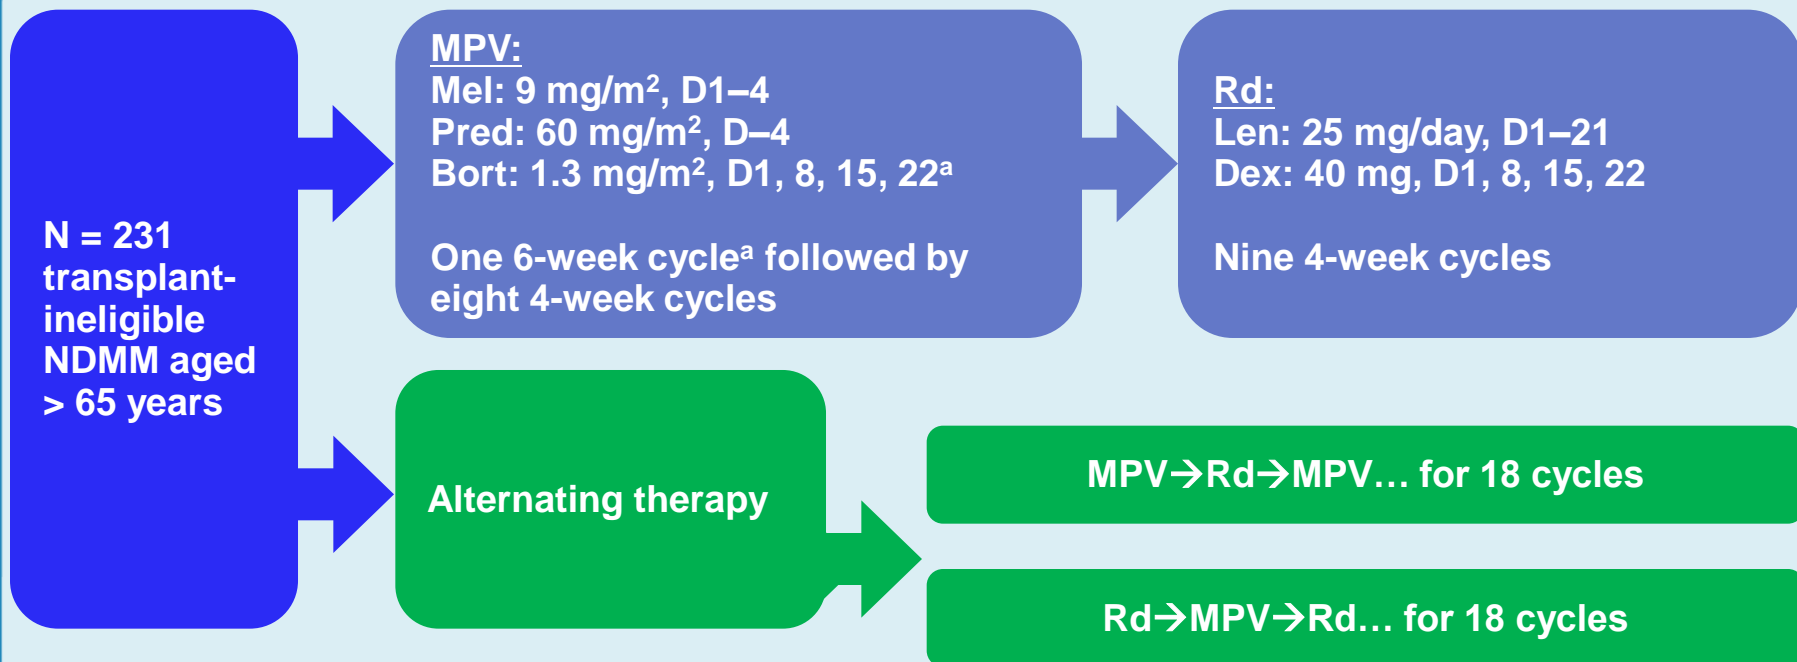 N = 231
transplant-
ineligible
NDMM aged
> 65 years
MPV:
Mel: 9 mg/m², D1–4
Pred: 60 mg/m², D–4
Bort: 1.3 mg/m², D1, 8, 15, 22ᵃ
One 6-week cycleᵃ followed by
eight 4-week cycles
Rd:
Len: 25 mg/day, D1–21
Dex: 40 mg, D1, 8, 15, 22
Nine 4-week cycles
Alternating therapy
MPV→Rd→MPV… for 18 cycles
Rd→MPV→Rd… for 18 cycles